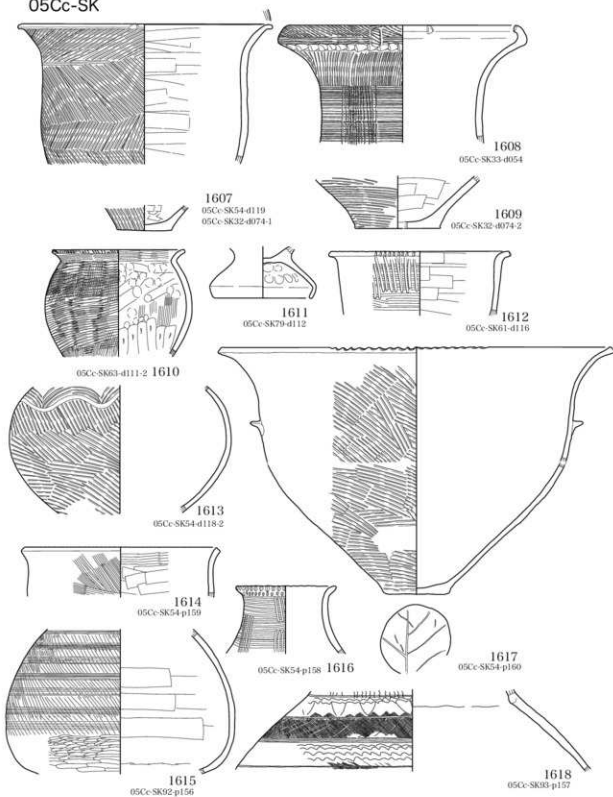 05Cc-SK
1607
05Cc-SK54-d119
05Cc-SK32-d074-1
1608
05Cc-SK33-d054
1609
05Cc-SK32-d074-2
05Cc-SK63-d111-2 1610
1611
05Cc-SK79-d112
1612
05Cc-SK61-d116
1613
05Cc-SK54-d118-2
1614
05Cc-SK54-p159
05Cc-SK54-p158 1616
1617
05Cc-SK54-p160
1615
05Cc-SK92-p156
1618
05Cc-SK93-p157